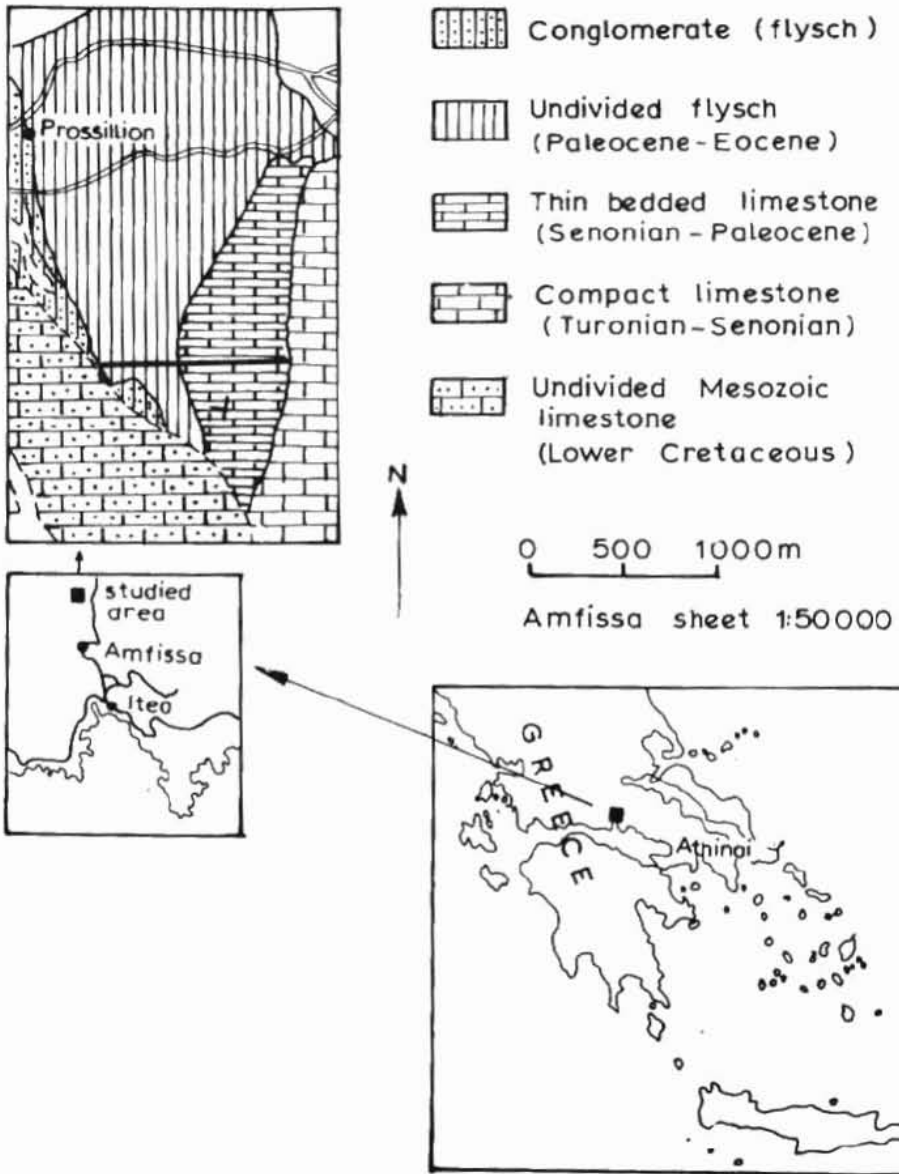 Prossillion
Conglomerate (flysch)
Undivided flysch
(Paleocene-Eocene)
Thin bedded limestone
(Senonian-Paleocene)
Compact limestone
(Turonian-Senonian)
Undivided Mesozoic
limestone
(Lower Cretaceous)
N
0 500 1000m
Amfissa sheet 1:50000
studied
area
Amfissa
Itea
GREECE
Athinai